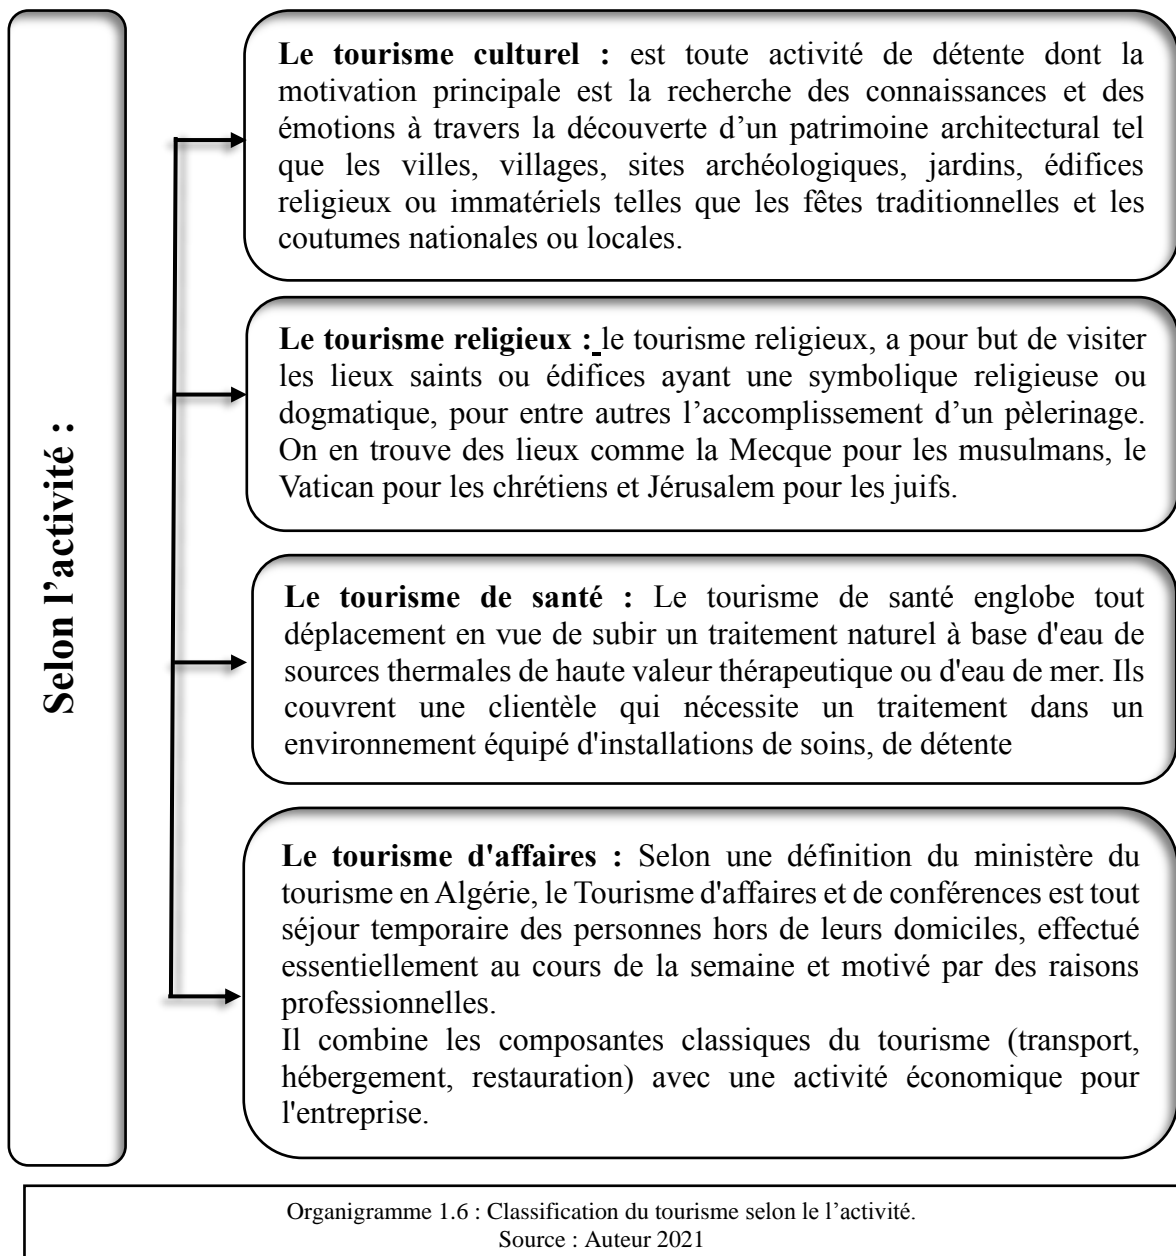 Selon l’activité :
Le tourisme culturel : est toute activité de détente dont la
motivation principale est la recherche des connaissances et des
émotions à travers la découverte d’un patrimoine architectural tel
que les villes, villages, sites archéologiques, jardins, édifices
religieux ou immatériels telles que les fêtes traditionnelles et les
coutumes nationales ou locales.
Le tourisme religieux : le tourisme religieux, a pour but de visiter
les lieux saints ou édifices ayant une symbolique religieuse ou
dogmatique, pour entre autres l’accomplissement d’un pèlerinage.
On en trouve des lieux comme la Mecque pour les musulmans, le
Vatican pour les chrétiens et Jérusalem pour les juifs.
Le tourisme de santé : Le tourisme de santé englobe tout
déplacement en vue de subir un traitement naturel à base d'eau de
sources thermales de haute valeur thérapeutique ou d'eau de mer. Ils
couvrent une clientèle qui nécessite un traitement dans un
environnement équipé d'installations de soins, de détente
Le tourisme d'affaires : Selon une définition du ministère du
tourisme en Algérie, le Tourisme d'affaires et de conférences est tout
séjour temporaire des personnes hors de leurs domiciles, effectué
essentiellement au cours de la semaine et motivé par des raisons
professionnelles.
Il combine les composantes classiques du tourisme (transport,
hébergement, restauration) avec une activité économique pour
l'entreprise.
Organigramme 1.6 : Classification du tourisme selon le l’activité.
Source : Auteur 2021